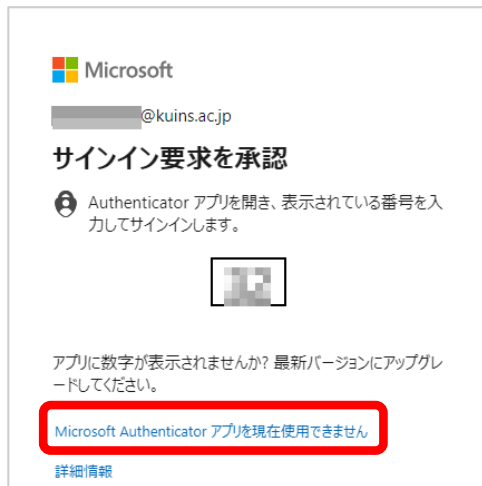 Microsoft
@kuins.ac.jp
サインイン要求を承認
Authenticator アプリを開き、表示されている番号を入
力してサインインします。
アプリに数字が表示されませんか? 最新バージョンにアップグレ
ードしてください。
Microsoft Authenticator アプリを現在使用できません
詳細情報